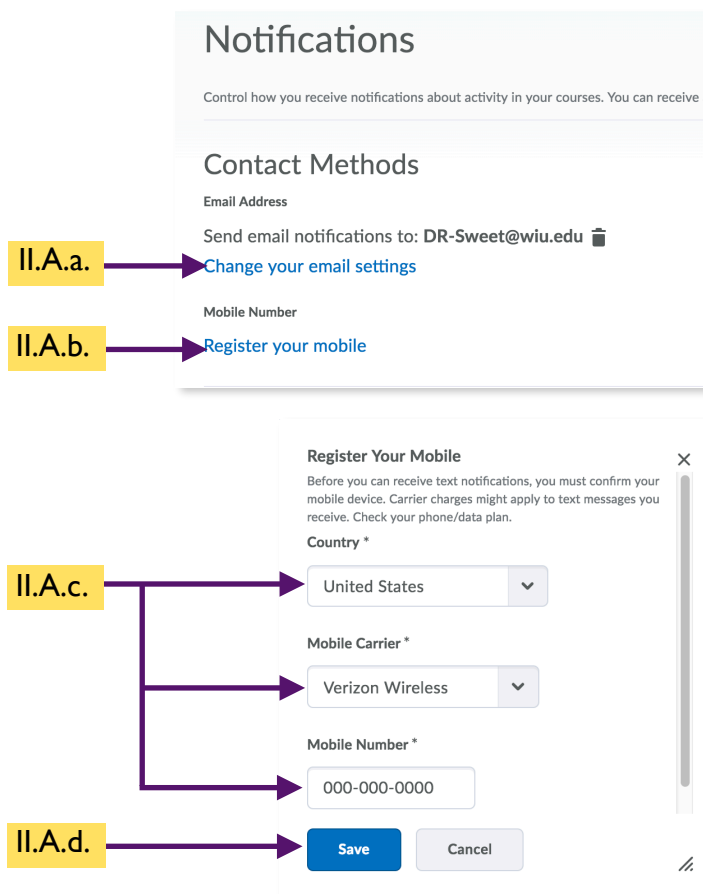 Notifications
Control how you receive notifications about activity in your courses. You can receive
Contact Methods
Email Address
Send email notifications to: DR-Sweet@wiu.edu
II.A.a.
Change your email settings
Mobile Number
II.A.b.
Register your mobile
Register Your Mobile
Before you can receive text notifications, you must confirm your
mobile device. Carrier charges might apply to text messages you
receive. Check your phone/data plan.
Country *
II.A.c.
United States
Mobile Carrier *
Verizon Wireless
Mobile Number *
000-000-0000
II.A.d.
Save Cancel